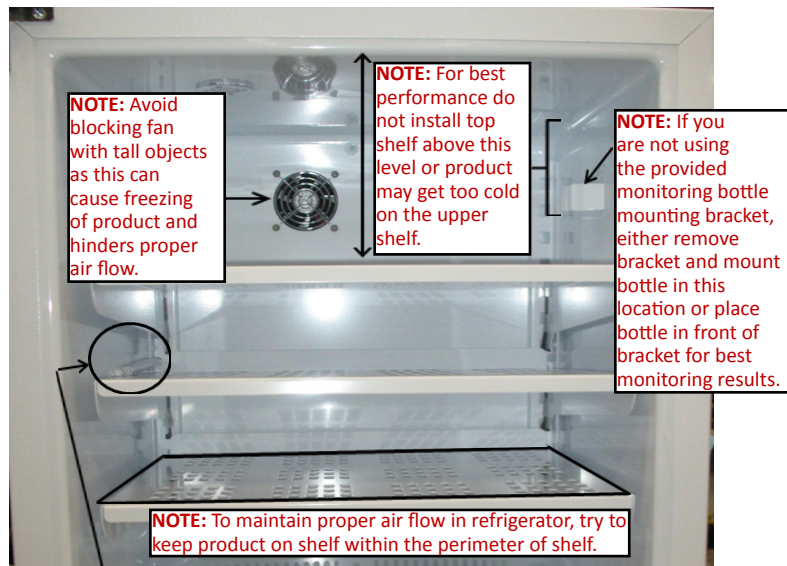 NOTE: Avoid
blocking fan
with tall objects
as this can
cause freezing
of product and
hinders proper
air flow.
NOTE: For best
performance do
not install top
shelf above this
level or product
may get too cold
on the upper
shelf.
NOTE: If you
are not using
the provided
monitoring bottle
mounting bracket,
either remove
bracket and mount
bottle in this
location or place
bottle in front of
bracket for best
monitoring results.
NOTE: To maintain proper air flow in refrigerator, try to
keep product on shelf within the perimeter of shelf.